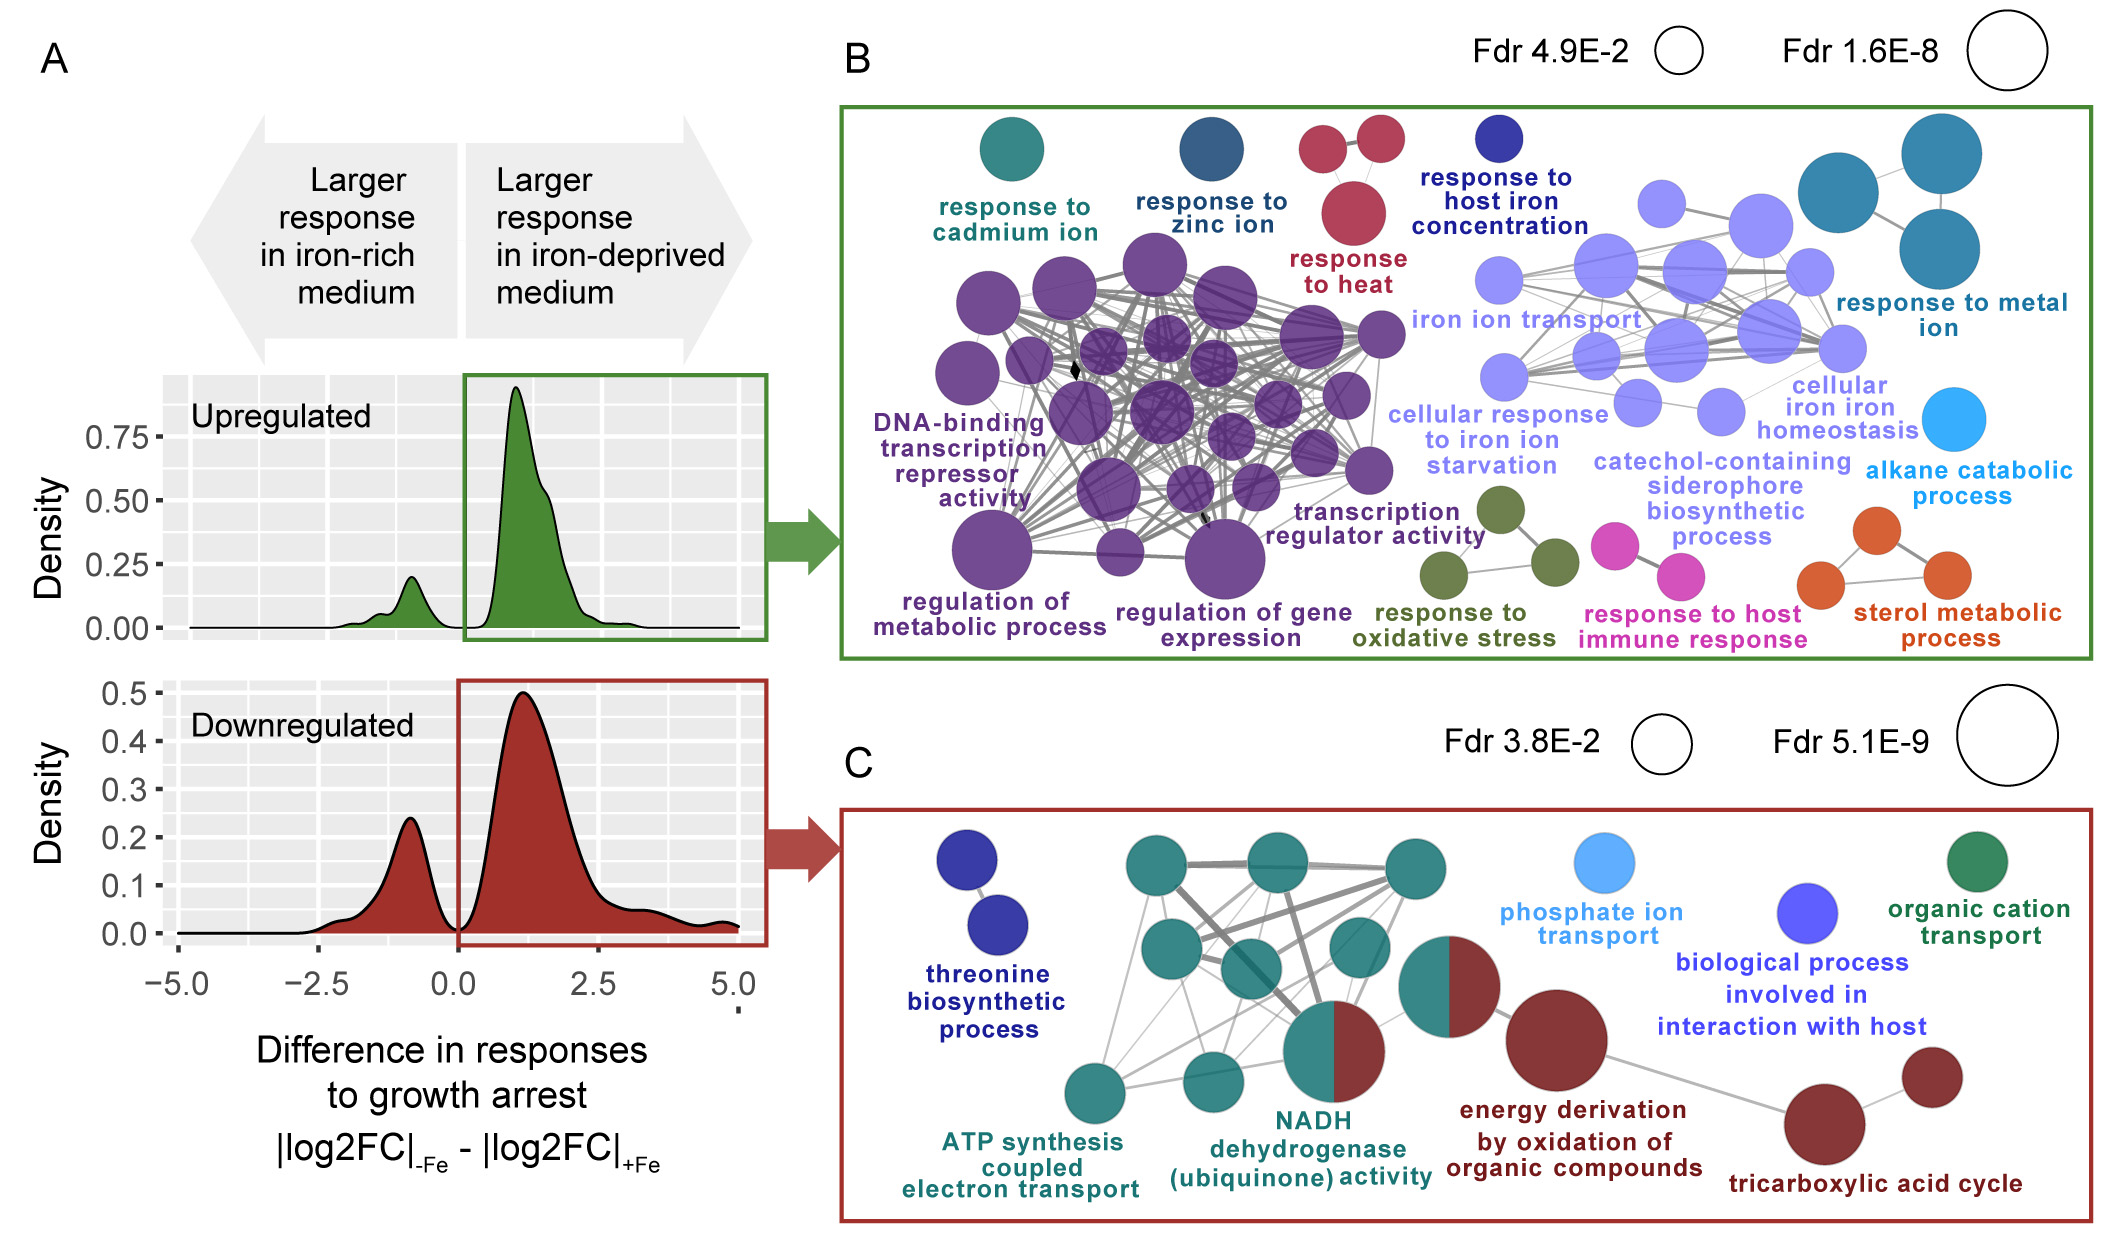 A
Larger
response
in iron-rich
medium
Larger
response
in iron-deprived
medium
Upregulated
Density
0.75
0.50
0.25
0.00
Downregulated
Density
0.5
0.4
0.3
0.2
0.1
0.0
−5.0
−2.5
0.0
2.5
5.0
Difference in responses
to growth arrest
|log2FC|-Fe - |log2FC|+Fe
B
Fdr 4.9E-2
Fdr 1.6E-8
response to
cadmium ion
response to
zinc ion
response
to heat
response to
host iron
concentration
response to metal
ion
iron ion transport
cellular response
to iron ion
starvation
cellular
iron iron
homeostasis
catechol-containing
siderophore
biosynthetic
process
alkane catabolic
process
DNA-binding
transcription
repressor
activity
transcription
regulator activity
regulation of
metabolic process
regulation of gene
expression
response to
oxidative stress
response to host
immune response
sterol metabolic
process
C
Fdr 3.8E-2
Fdr 5.1E-9
threonine
biosynthetic
process
phosphate ion
transport
biological process
involved in
interaction with host
organic cation
transport
ATP synthesis
coupled
electron transport
NADH
dehydrogenase
(ubiquinone) activity
energy derivation
by oxidation of
organic compounds
tricarboxylic acid cycle